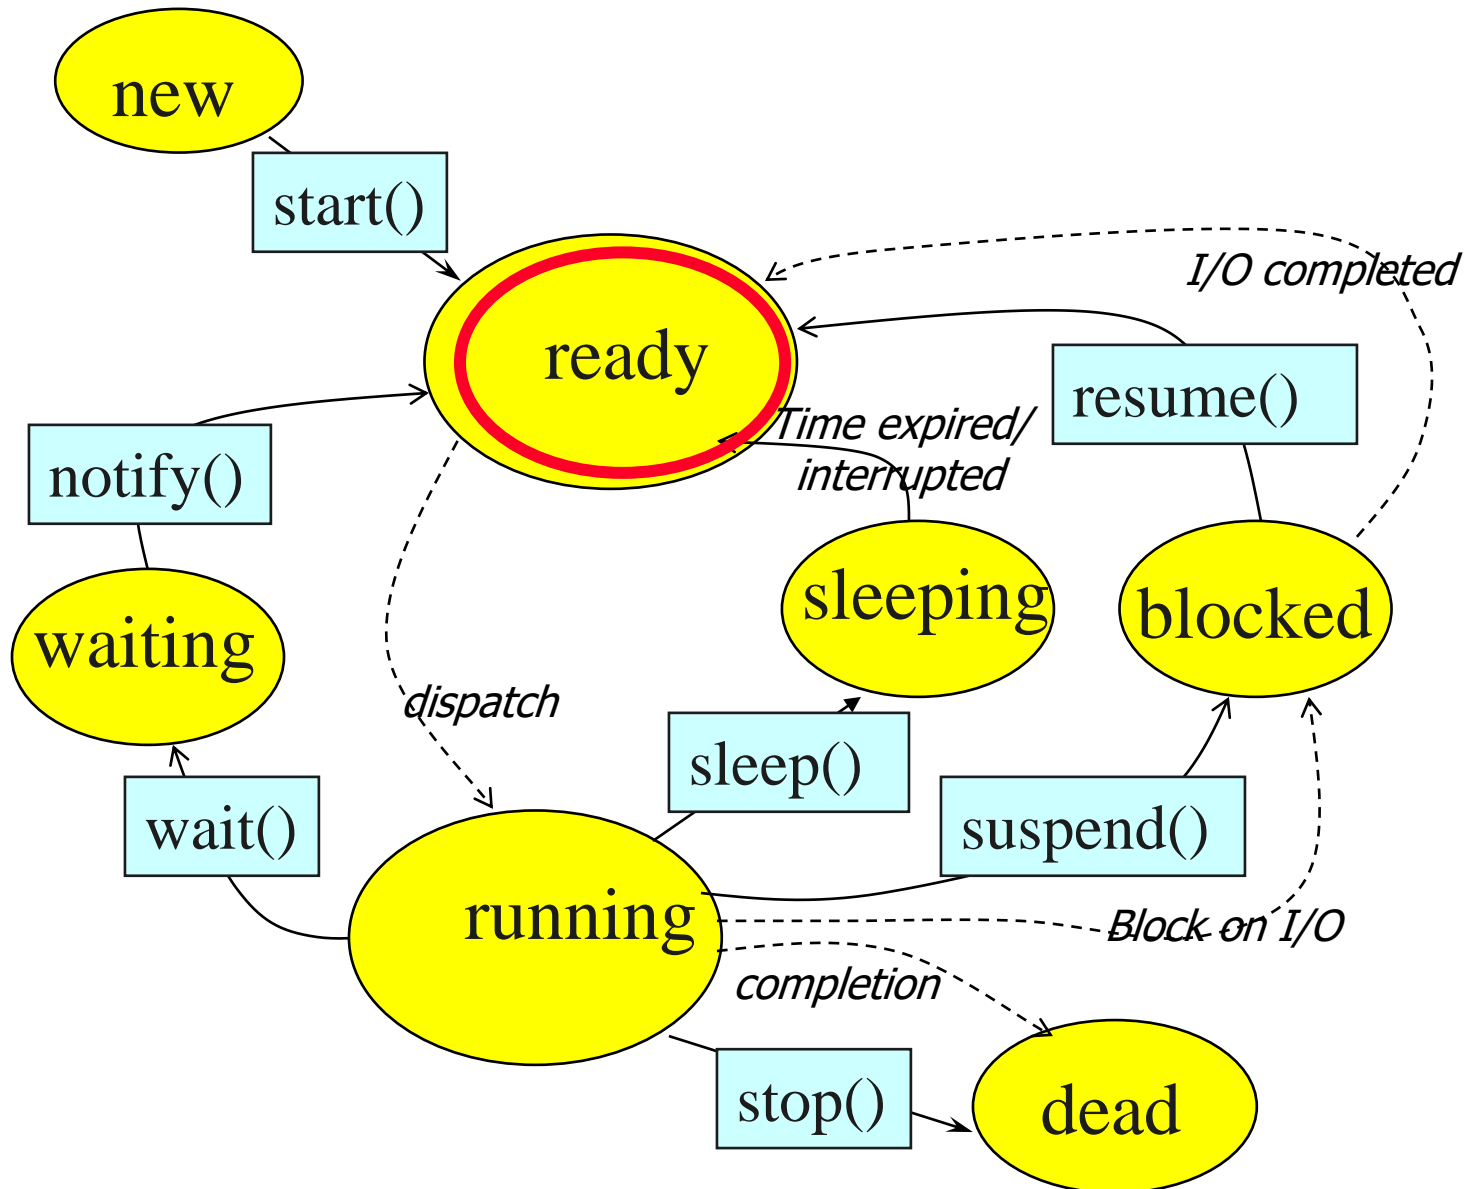 new
start()
I/O completed
ready
resume()
Time expired/
interrupted
notify()
sleeping
blocked
waiting
dispatch
sleep()
wait()
suspend()
running
Block on I/O
completion
stop()
dead